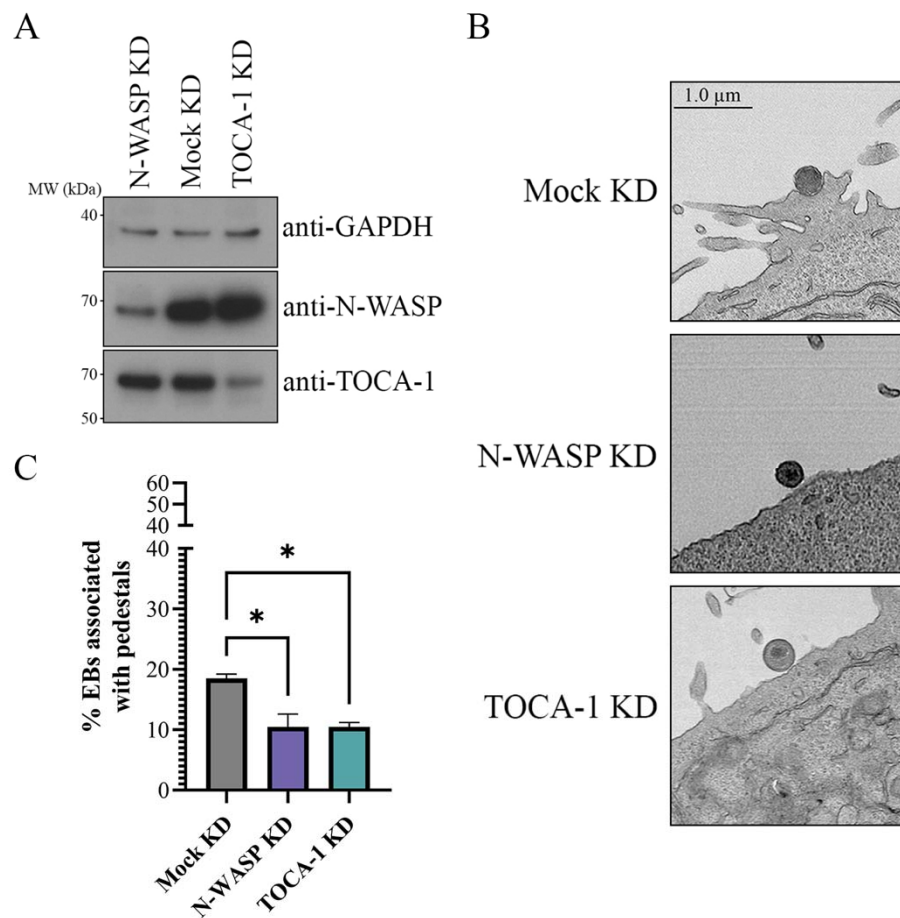 A
N-WASP KD
Mock KD
TOCA-1 KD
MW (kDa)
40
anti-GAPDH
70
anti-N-WASP
70
anti-TOCA-1
50
B
1.0 µm
Mock KD
N-WASP KD
TOCA-1 KD
C
% EBs associated
with pedestals
60
50
40
40
30
20
10
0
*
*
Mock KD
N-WASP KD
TOCA-1 KD